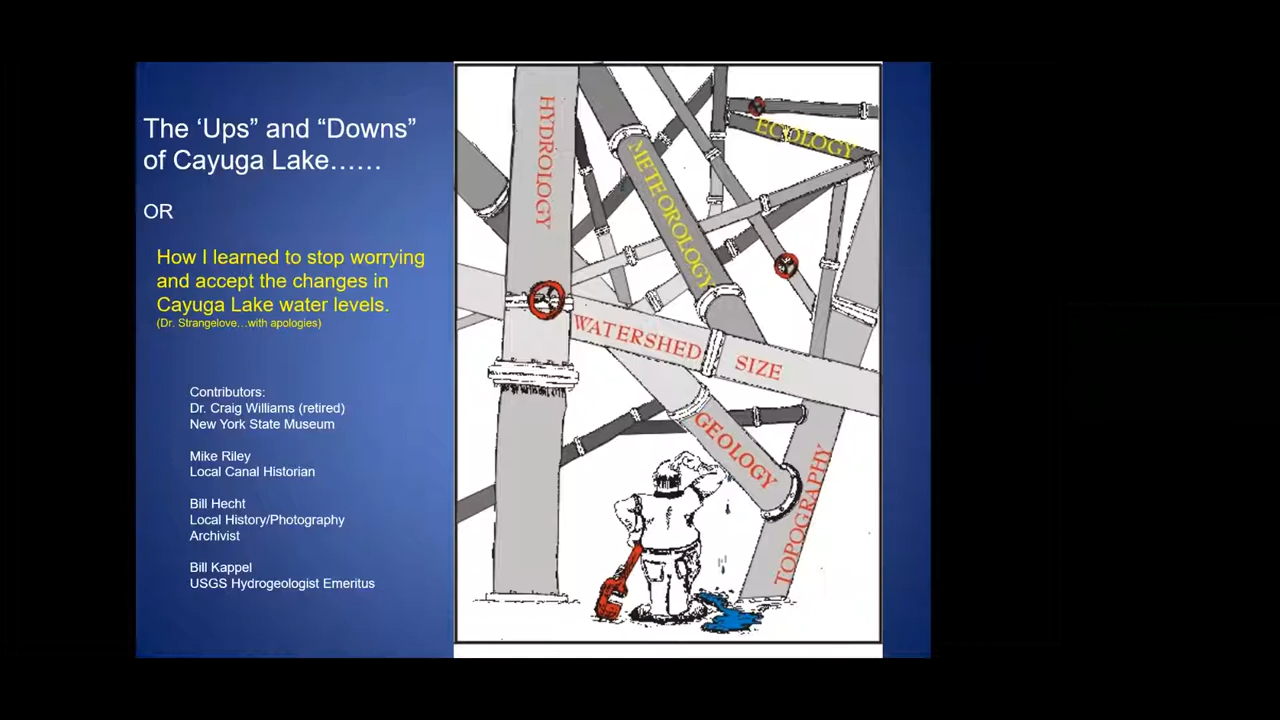 The ‘Ups” and “Downs”
of Cayuga Lake……
OR
How I learned to stop worrying
and accept the changes in
Cayuga Lake water levels.
(Dr. Strangelove…with apologies)
Contributors:
Dr. Craig Williams (retired)
New York State Museum
Mike Riley
Local Canal Historian
Bill Hecht
Local History/Photography
Archivist
Bill Kappel
USGS Hydrogeologist Emeritus
HYDROLOGY
METEOROLOGY
ECOLOGY
WATERSHED SIZE
GEOLOGY
TOPOGRAPHY